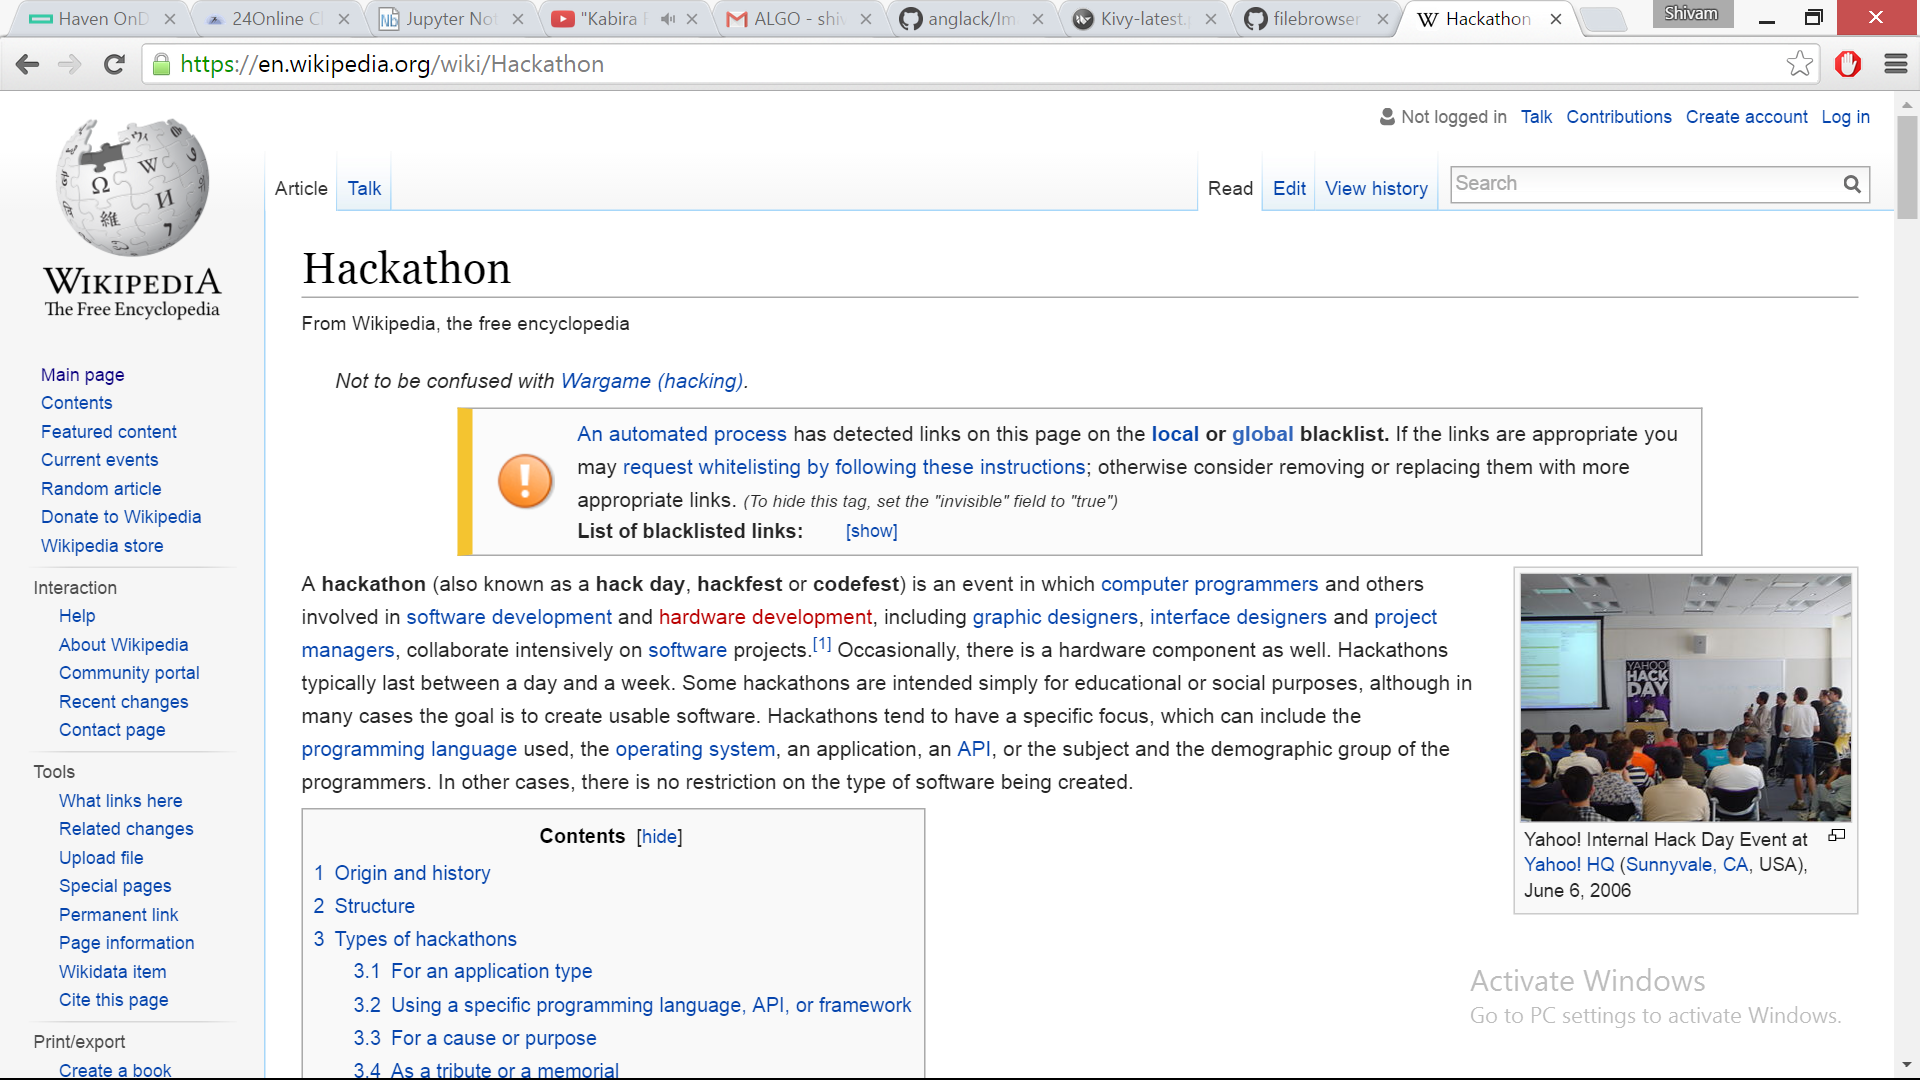 Haven OnD
24Online Cl
Jupyter Not
"Kabira
ALGO - shiv
anglack/Im
Kivy-latest.
filebrowser
Hackathon
Shivam
https://en.wikipedia.org/wiki/Hackathon
Not logged in Talk Contributions Create account Log in
Article Talk Read Edit View history Search
WIKIPEDIA
The Free Encyclopedia
Main page
Contents
Featured content
Current events
Random article
Donate to Wikipedia
Wikipedia store
Interaction
Help
About Wikipedia
Community portal
Recent changes
Contact page
Tools
What links here
Related changes
Upload file
Special pages
Permanent link
Page information
Wikidata item
Cite this page
Print/export
Create a book
Hackathon
From Wikipedia, the free encyclopedia
Not to be confused with Wargame (hacking).
An automated process has detected links on this page on the local or global blacklist. If the links are appropriate you
may request whitelisting by following these instructions; otherwise consider removing or replacing them with more
appropriate links. (To hide this tag, set the "invisible" field to "true")
List of blacklisted links: [show]
A hackathon (also known as a hack day, hackfest or codefest) is an event in which computer programmers and others
involved in software development and hardware development, including graphic designers, interface designers and project
managers, collaborate intensively on software projects.[1] Occasionally, there is a hardware component as well. Hackathons
typically last between a day and a week. Some hackathons are intended simply for educational or social purposes, although in
many cases the goal is to create usable software. Hackathons tend to have a specific focus, which can include the
programming language used, the operating system, an application, an API, or the subject and the demographic group of the
programmers. In other cases, there is no restriction on the type of software being created.
YAHOO!
HACK
DAY
Yahoo! Internal Hack Day Event at
Yahoo! HQ (Sunnyvale, CA, USA),
June 6, 2006
Contents [hide]
1 Origin and history
2 Structure
3 Types of hackathons
3.1 For an application type
3.2 Using a specific programming language, API, or framework
3.3 For a cause or purpose
3.4 As a tribute or a memorial
Activate Windows
Go to PC settings to activate Windows.